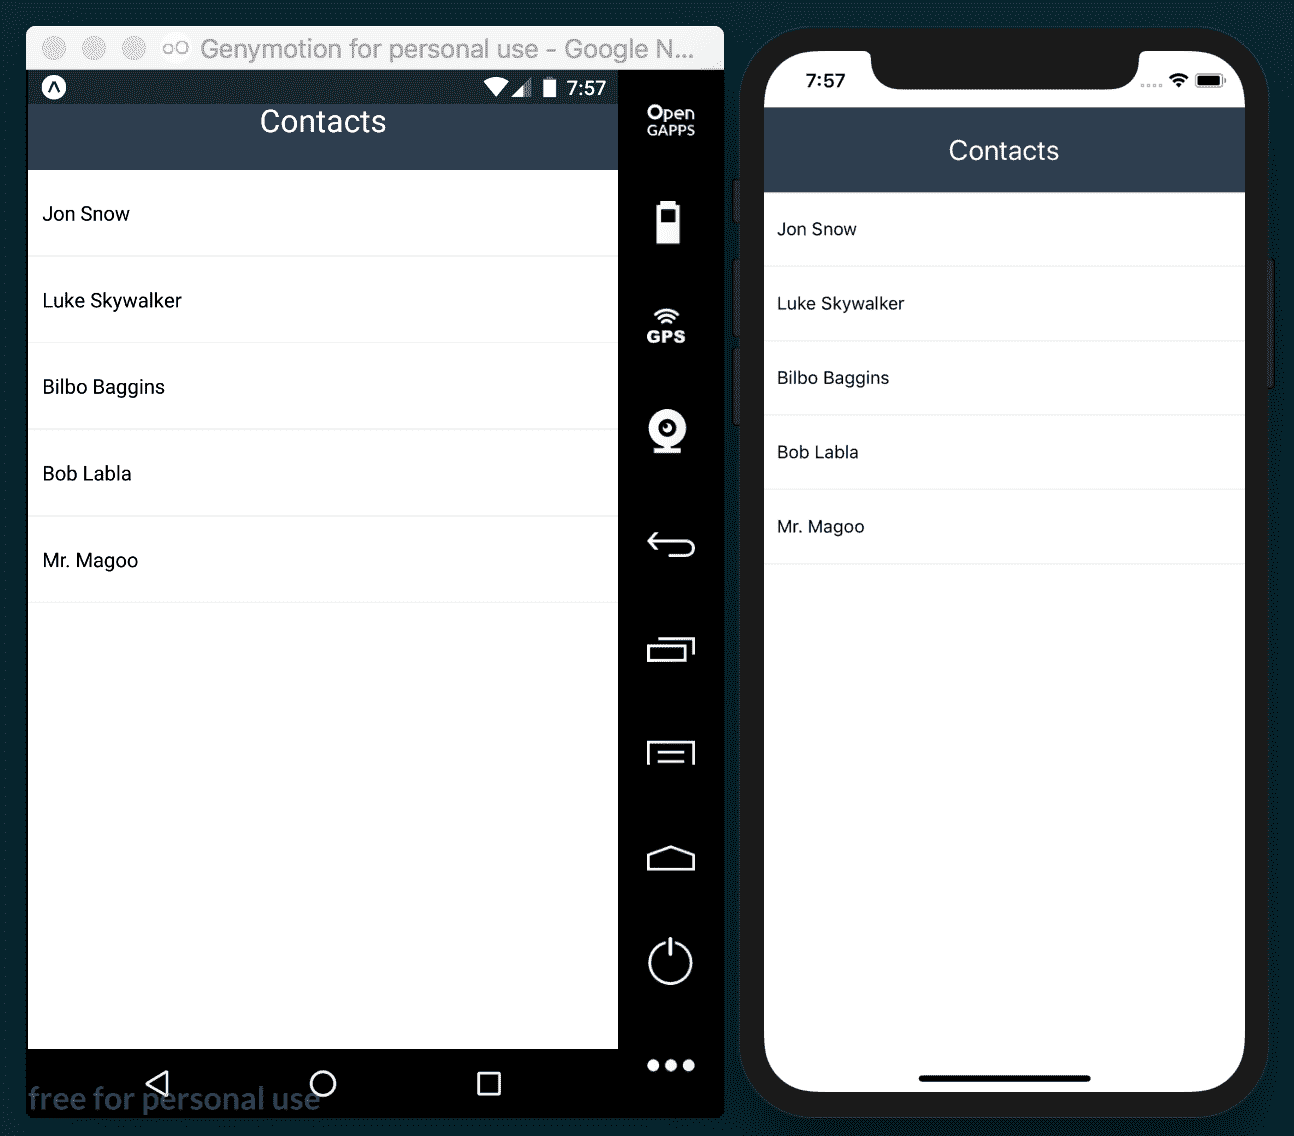 Genymotion for personal use - Google N...
7:57
Contacts
Jon Snow
Luke Skywalker
Bilbo Baggins
Bob Labla
Mr. Magoo
free for personal use
Open
GAPPS
GPS
7:57
Contacts
Jon Snow
Luke Skywalker
Bilbo Baggins
Bob Labla
Mr. Magoo